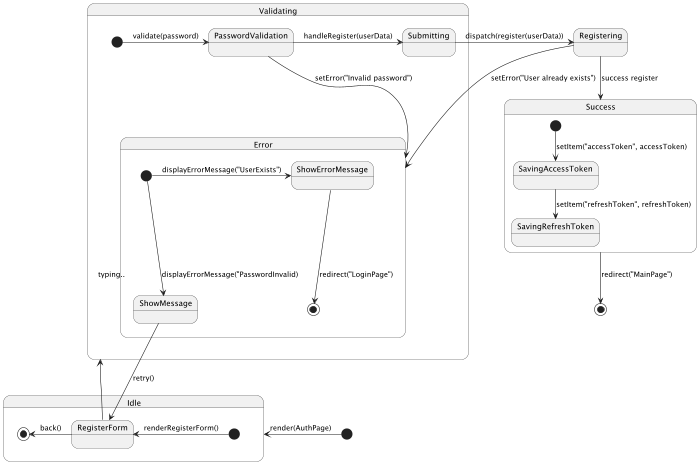 Validating
validate(password)
PasswordValidation
handleRegister(userData)
Submitting
dispatch(register(userData))
Registering
setError("Invalid password")
setError("User already exists")
success register
Success
setItem("accessToken", accessToken)
SavingAccessToken
setItem("refreshToken", refreshToken)
SavingRefreshToken
redirect("MainPage")
Error
displayErrorMessage("UserExists")
ShowErrorMessage
typing..
displayErrorMessage("PasswordInvalid)
redirect("LoginPage")
ShowMessage
retry()
Idle
back()
RegisterForm
renderRegisterForm()
render(AuthPage)